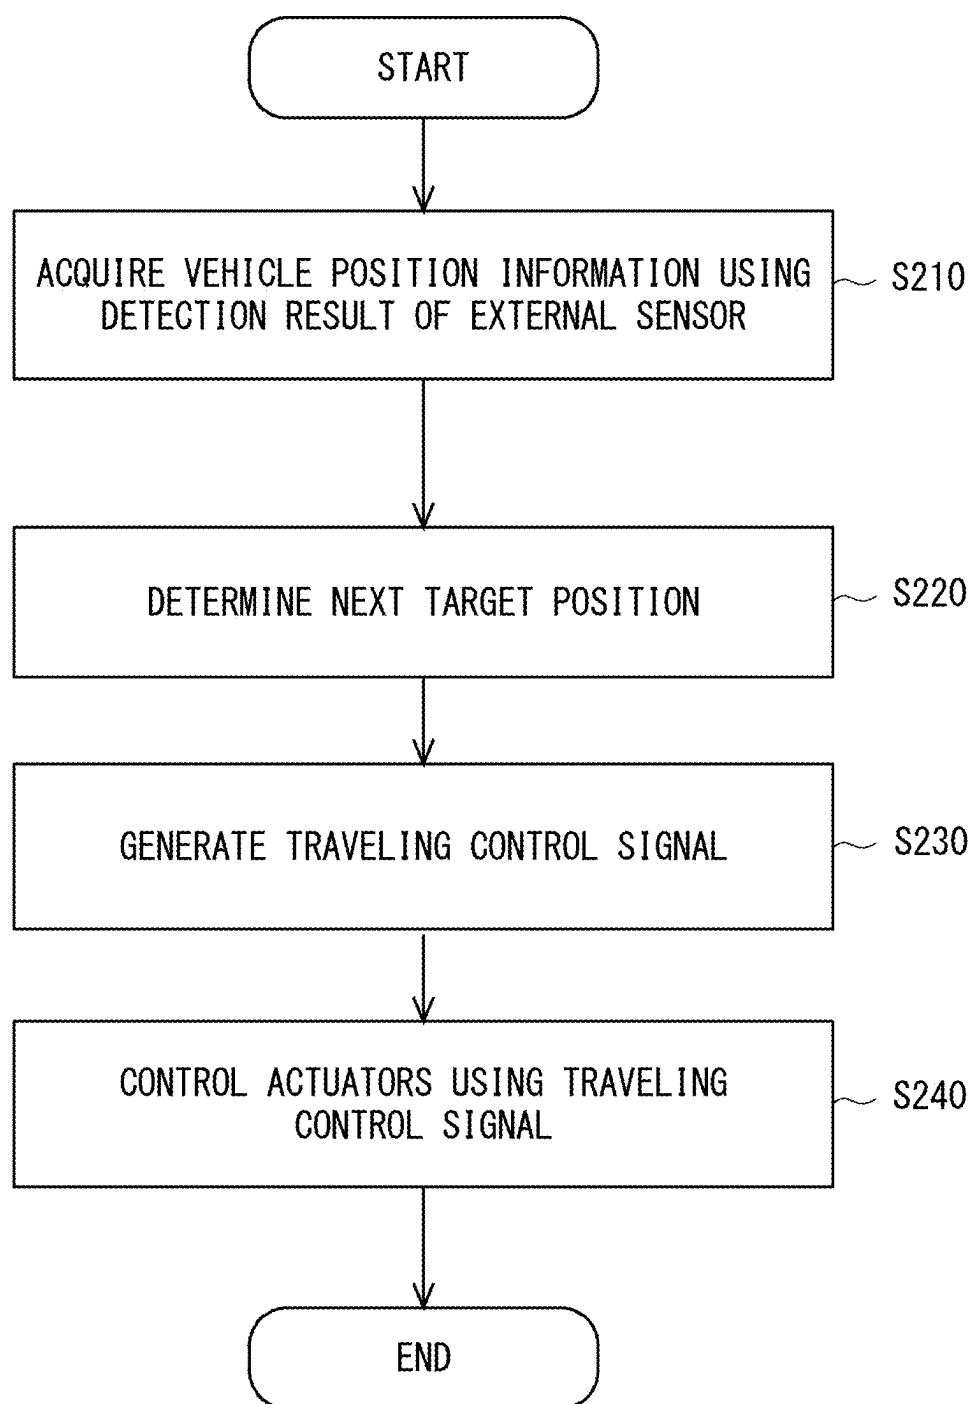 START
ACQUIRE VEHICLE POSITION INFORMATION USING
DETECTION RESULT OF EXTERNAL SENSOR
S210
DETERMINE NEXT TARGET POSITION
S220
GENERATE TRAVELING CONTROL SIGNAL
S230
CONTROL ACTUATORS USING TRAVELING
CONTROL SIGNAL
S240
END